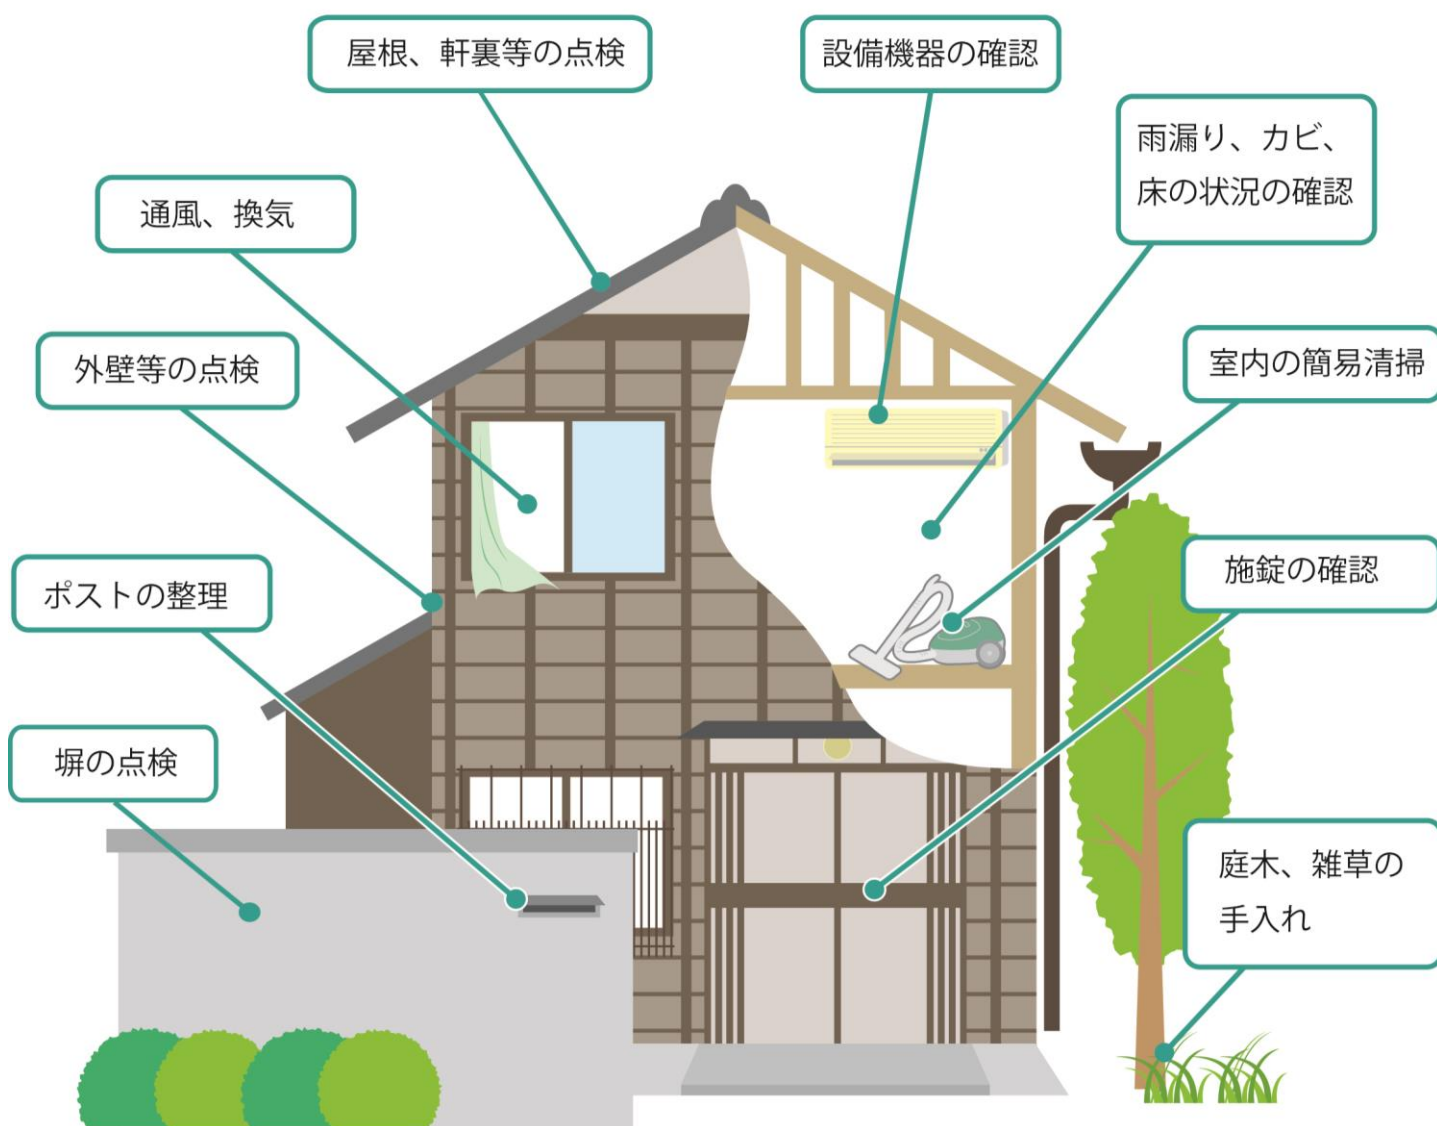 屋根、軒裏等の点検
設備機器の確認
雨漏り、カビ、
床の状況の確認
通風、換気
外壁等の点検
室内の簡易清掃
ポストの整理
施錠の確認
塀の点検
庭木、雑草の
手入れ